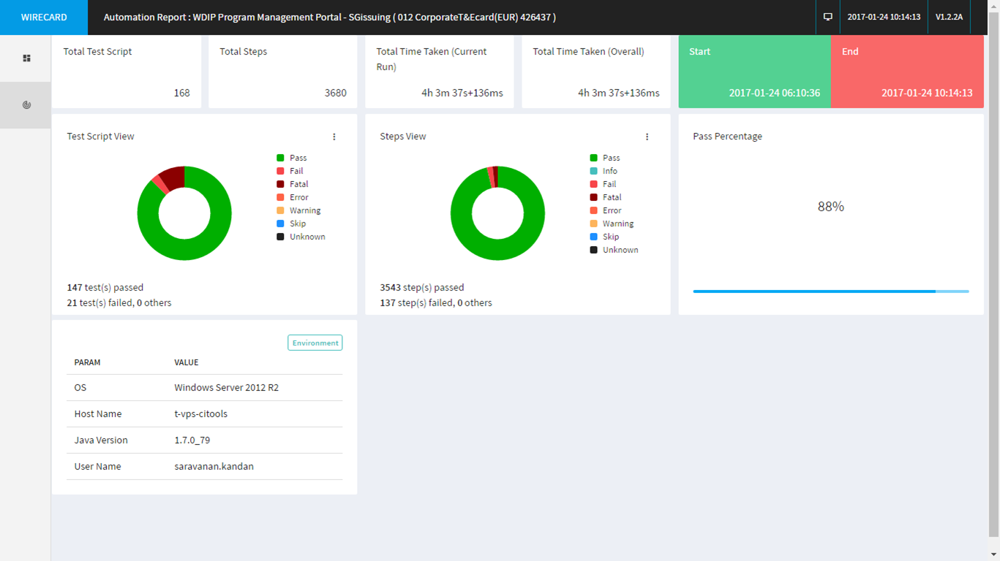 WIRECARD
Automation Report : WDIP Program Management Portal - SGissuing ( 012 CorporateT&Ecard(EUR) 426437 )
2017-01-24 10:14:13
V1.2.2A
Total Test Script
168
Total Steps
3680
Total Time Taken (Current
Run)
4h 3m 37s+136ms
Total Time Taken (Overall)
4h 3m 37s+136ms
Start
2017-01-24 06:10:36
End
2017-01-24 10:14:13
Test Script View
Pass
Fail
Fatal
Error
Warning
Skip
Unknown
147 test(s) passed
21 test(s) failed, 0 others
Steps View
Pass
Info
Fail
Fatal
Error
Warning
Skip
Unknown
3543 step(s) passed
137 step(s) failed, 0 others
Pass Percentage
88%
Environment
PARAM VALUE
OS Windows Server 2012 R2
Host Name t-vps-citools
Java Version 1.7.0_79
User Name saravanan.kandan